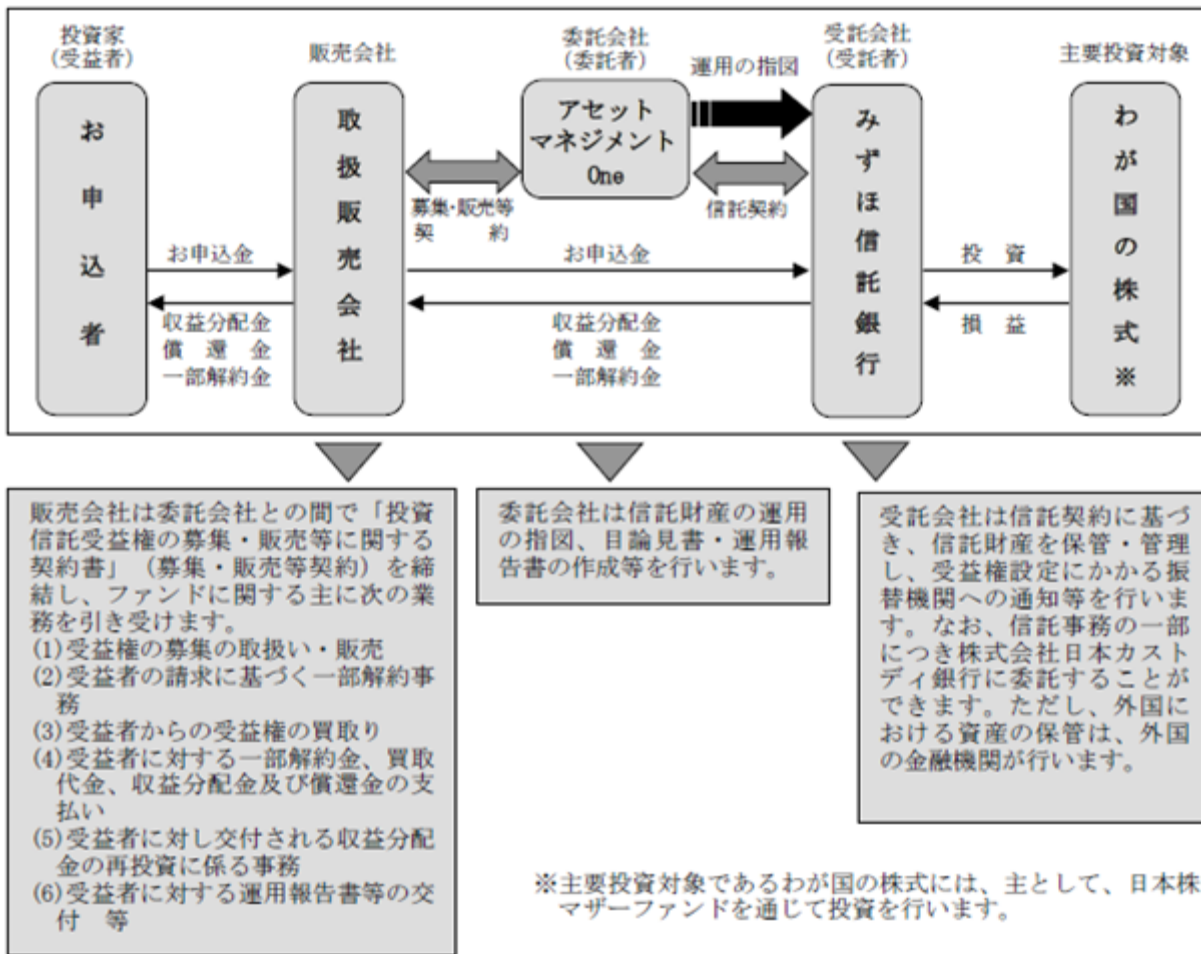 投資家
(受益者)
販売会社
委託会社
(委託者)
受託会社
(受託者)
主要投資対象
運用の指図
お申込者
取扱販売会社
アセット
マネジメント
One
みずほ信託銀行
わが国の株式※
募集・販売等
契　約
信託契約
お申込金
お申込金
投　資
収益分配金
償　還　金
一部解約金
収益分配金
償　還　金
一部解約金
損　益
販売会社は委託会社との間で「投資
信託受益権の募集・販売等に関する
契約書」（募集・販売等契約）を締
結し、ファンドに関する主に次の業
務を引き受けます。
(1)受益権の募集の取扱い・販売
(2)受益者の請求に基づく一部解約事
務
(3)受益者からの受益権の買取り
(4)受益者に対する一部解約金、買取
代金、収益分配金及び償還金の支
払い
(5)受益者に対し交付される収益分配
金の再投資に係る事務
(6)受益者に対する運用報告書等の交
付　等
委託会社は信託財産の運用
の指図、目論見書・運用報
告書の作成等を行います。
受託会社は信託契約に基づ
き、信託財産を保管・管理
し、受益権設定にかかる振
替機関への通知等を行いま
す。なお、信託事務の一部
につき株式会社日本カスト
ディ銀行に委託することが
できます。ただし、外国に
おける資産の保管は、外国
の金融機関が行います。
※主要投資対象であるわが国の株式には、主として、日本株
マザーファンドを通じて投資を行います。